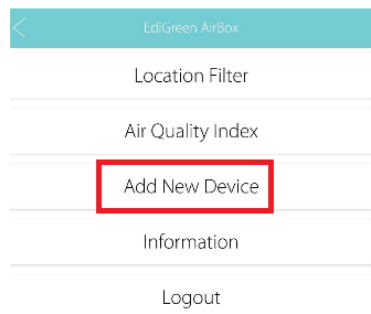 EdiGreen AirBox
Location Filter
Air Quality Index
Add New Device
Information
Logout